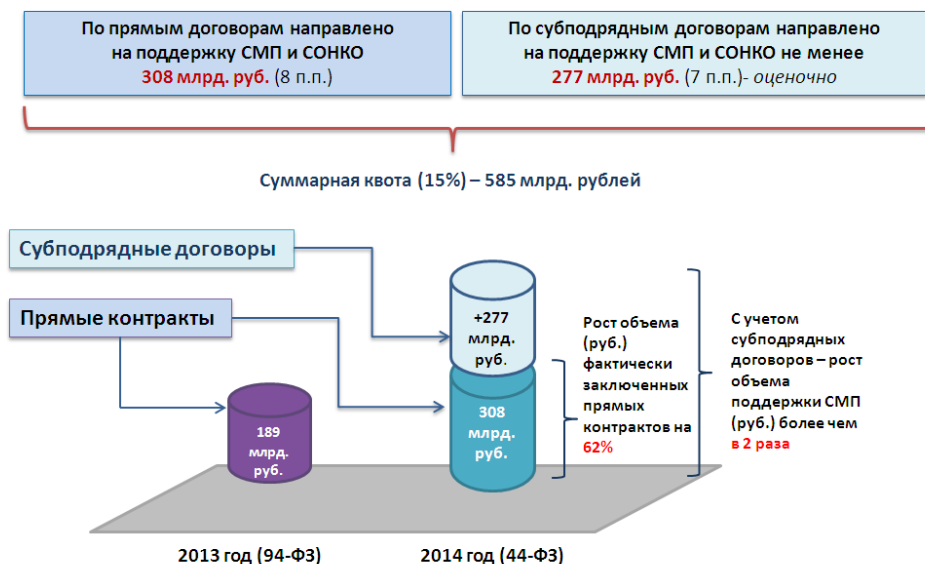 По прямым договорам направлено
на поддержку СМП и СОНКО
308 млрд. руб. (8 п.п.)
По субподрядным договорам направлено
на поддержку СМП и СОНКО не менее
277 млрд. руб. (7 п.п.)- оценочно
Суммарная квота (15%) – 585 млрд. рублей
Субподрядные договоры
Прямые контракты
189
млрд.
руб.
+277
млрд.
руб.
308
млрд.
руб.
Рост объема
(руб.)
фактически
заключенных
прямых
контрактов на
62%
С учетом
субподрядных
договоров – рост
объема
поддержки СМП
(руб.) более чем
в 2 раза
2013 год (94-ФЗ)
2014 год (44-ФЗ)